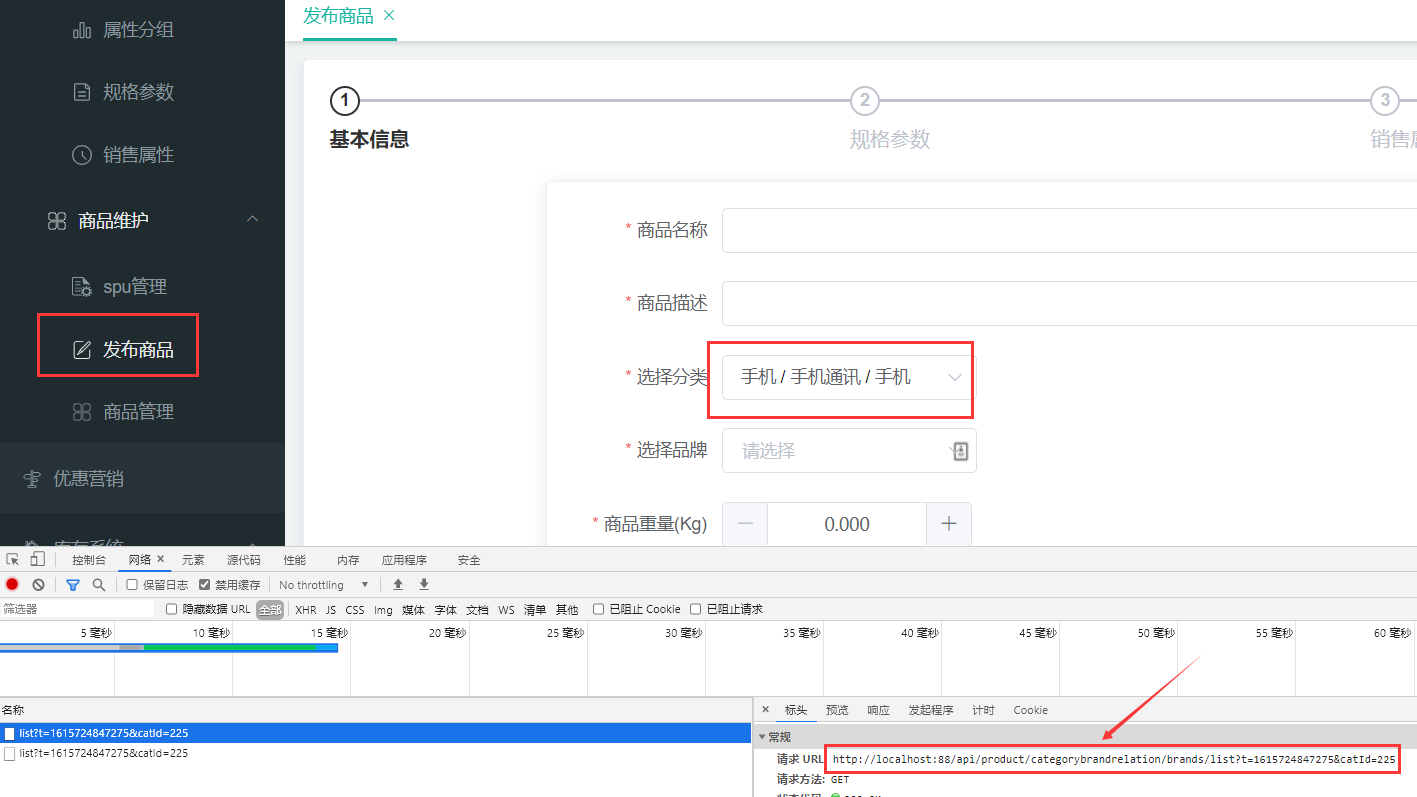 属性分组
规格参数
销售属性
商品维护
spu管理
发布商品
商品管理
优惠营销
库存系统
发布商品 ×
1
2
3
基本信息
规格参数
* 商品名称
* 商品描述
* 选择分类
手机 / 手机通讯 / 手机
* 选择品牌
请选择
* 商品重量(Kg)
0.000
控制台 网络 × 元素 源代码 性能 内存 应用程序 安全
保留日志 禁用缓存 No throttling
筛选器 隐藏数据 URL 全部 XHR JS CSS Img 媒体 字体 文档 WS 清单 其他 已阻止 Cookie 已阻止请求
5 毫秒 10 毫秒 15 毫秒 20 毫秒 25 毫秒 30 毫秒 35 毫秒 40 毫秒 45 毫秒 50 毫秒 55 毫秒 60 毫秒
名称
list?t=1615724847275&catId=225
list?t=1615724847275&catId=225
× 标头 预览 响应 发起程序 计时 Cookie
常规
请求 URL: http://localhost:88/api/product/categorybrandrelation/brands/list?t=1615724847275&catId=225
请求方法: GET